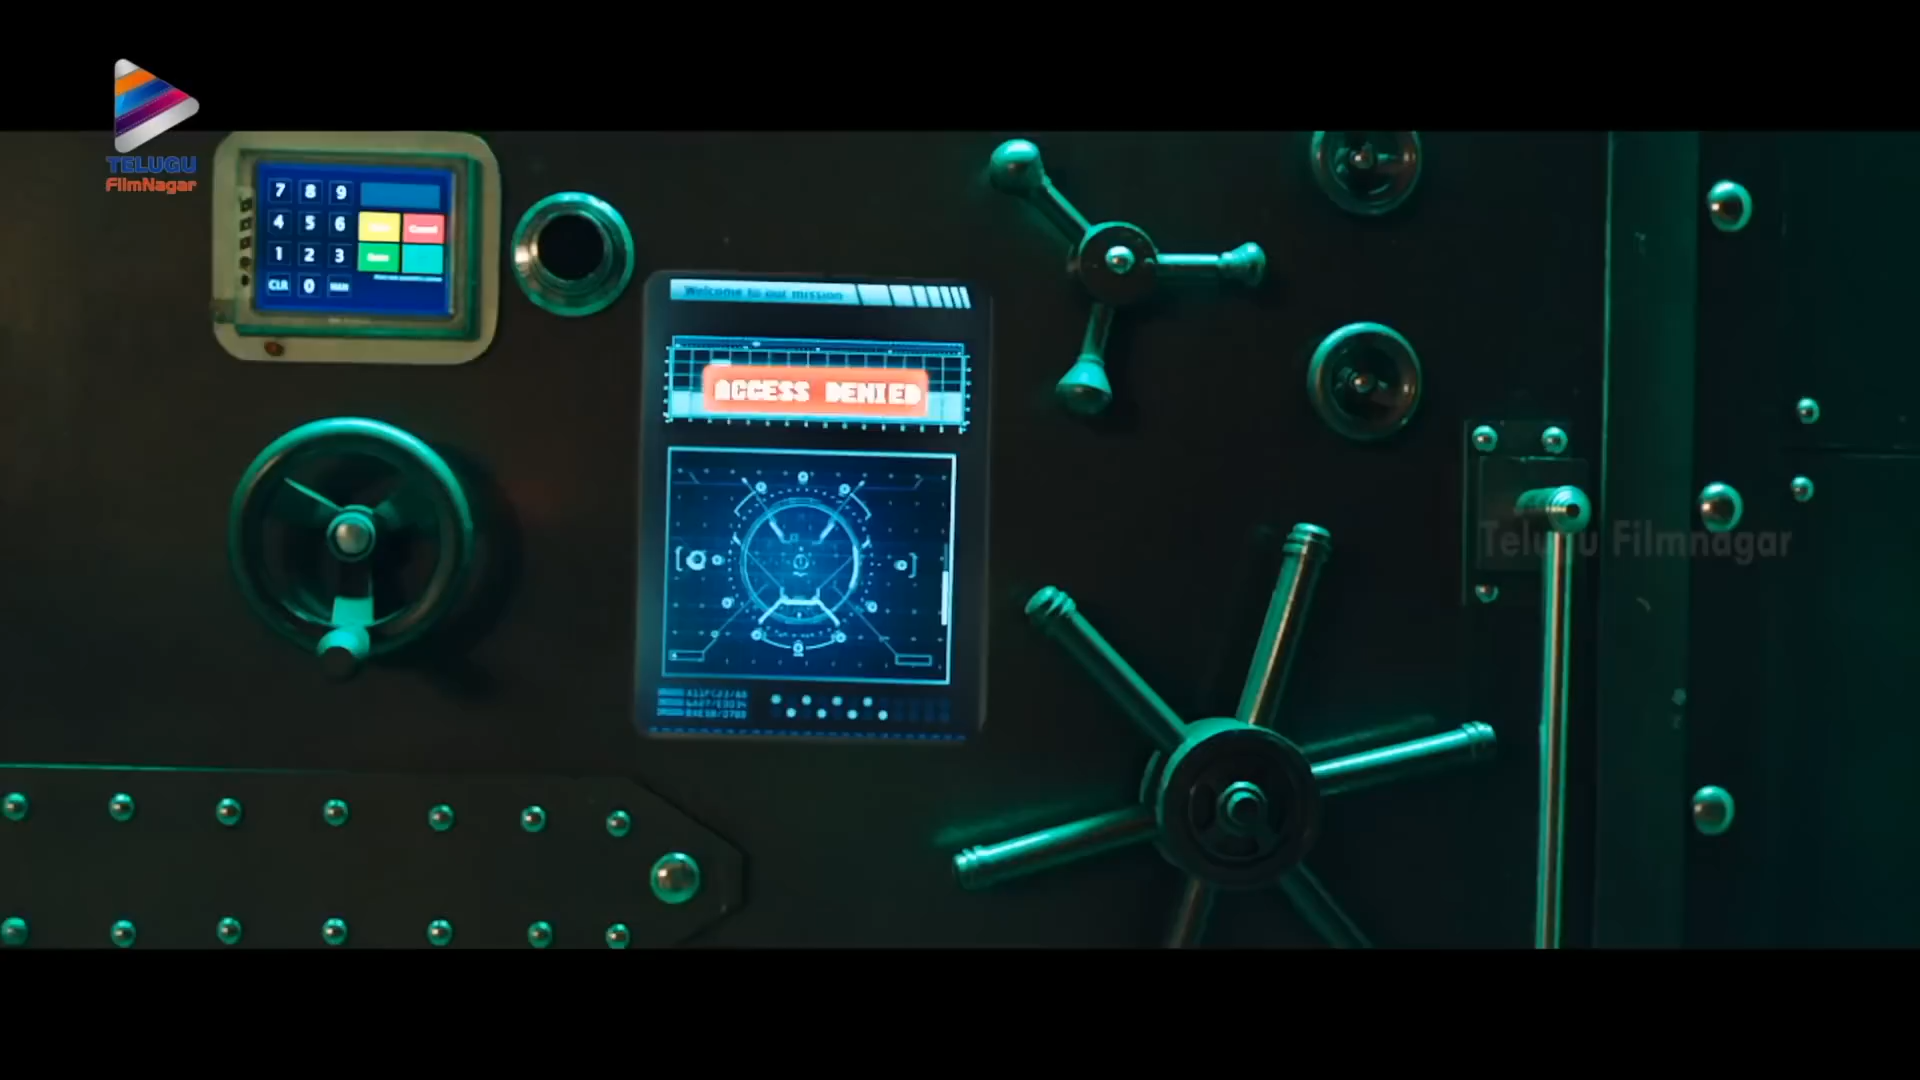 TELUGU
FilmNagar
7 8 9
4 5 6
Cancel
1 2 3
CLR 0
Welcome to our mission
ACCESS DENIED
Telugu Filmnagar